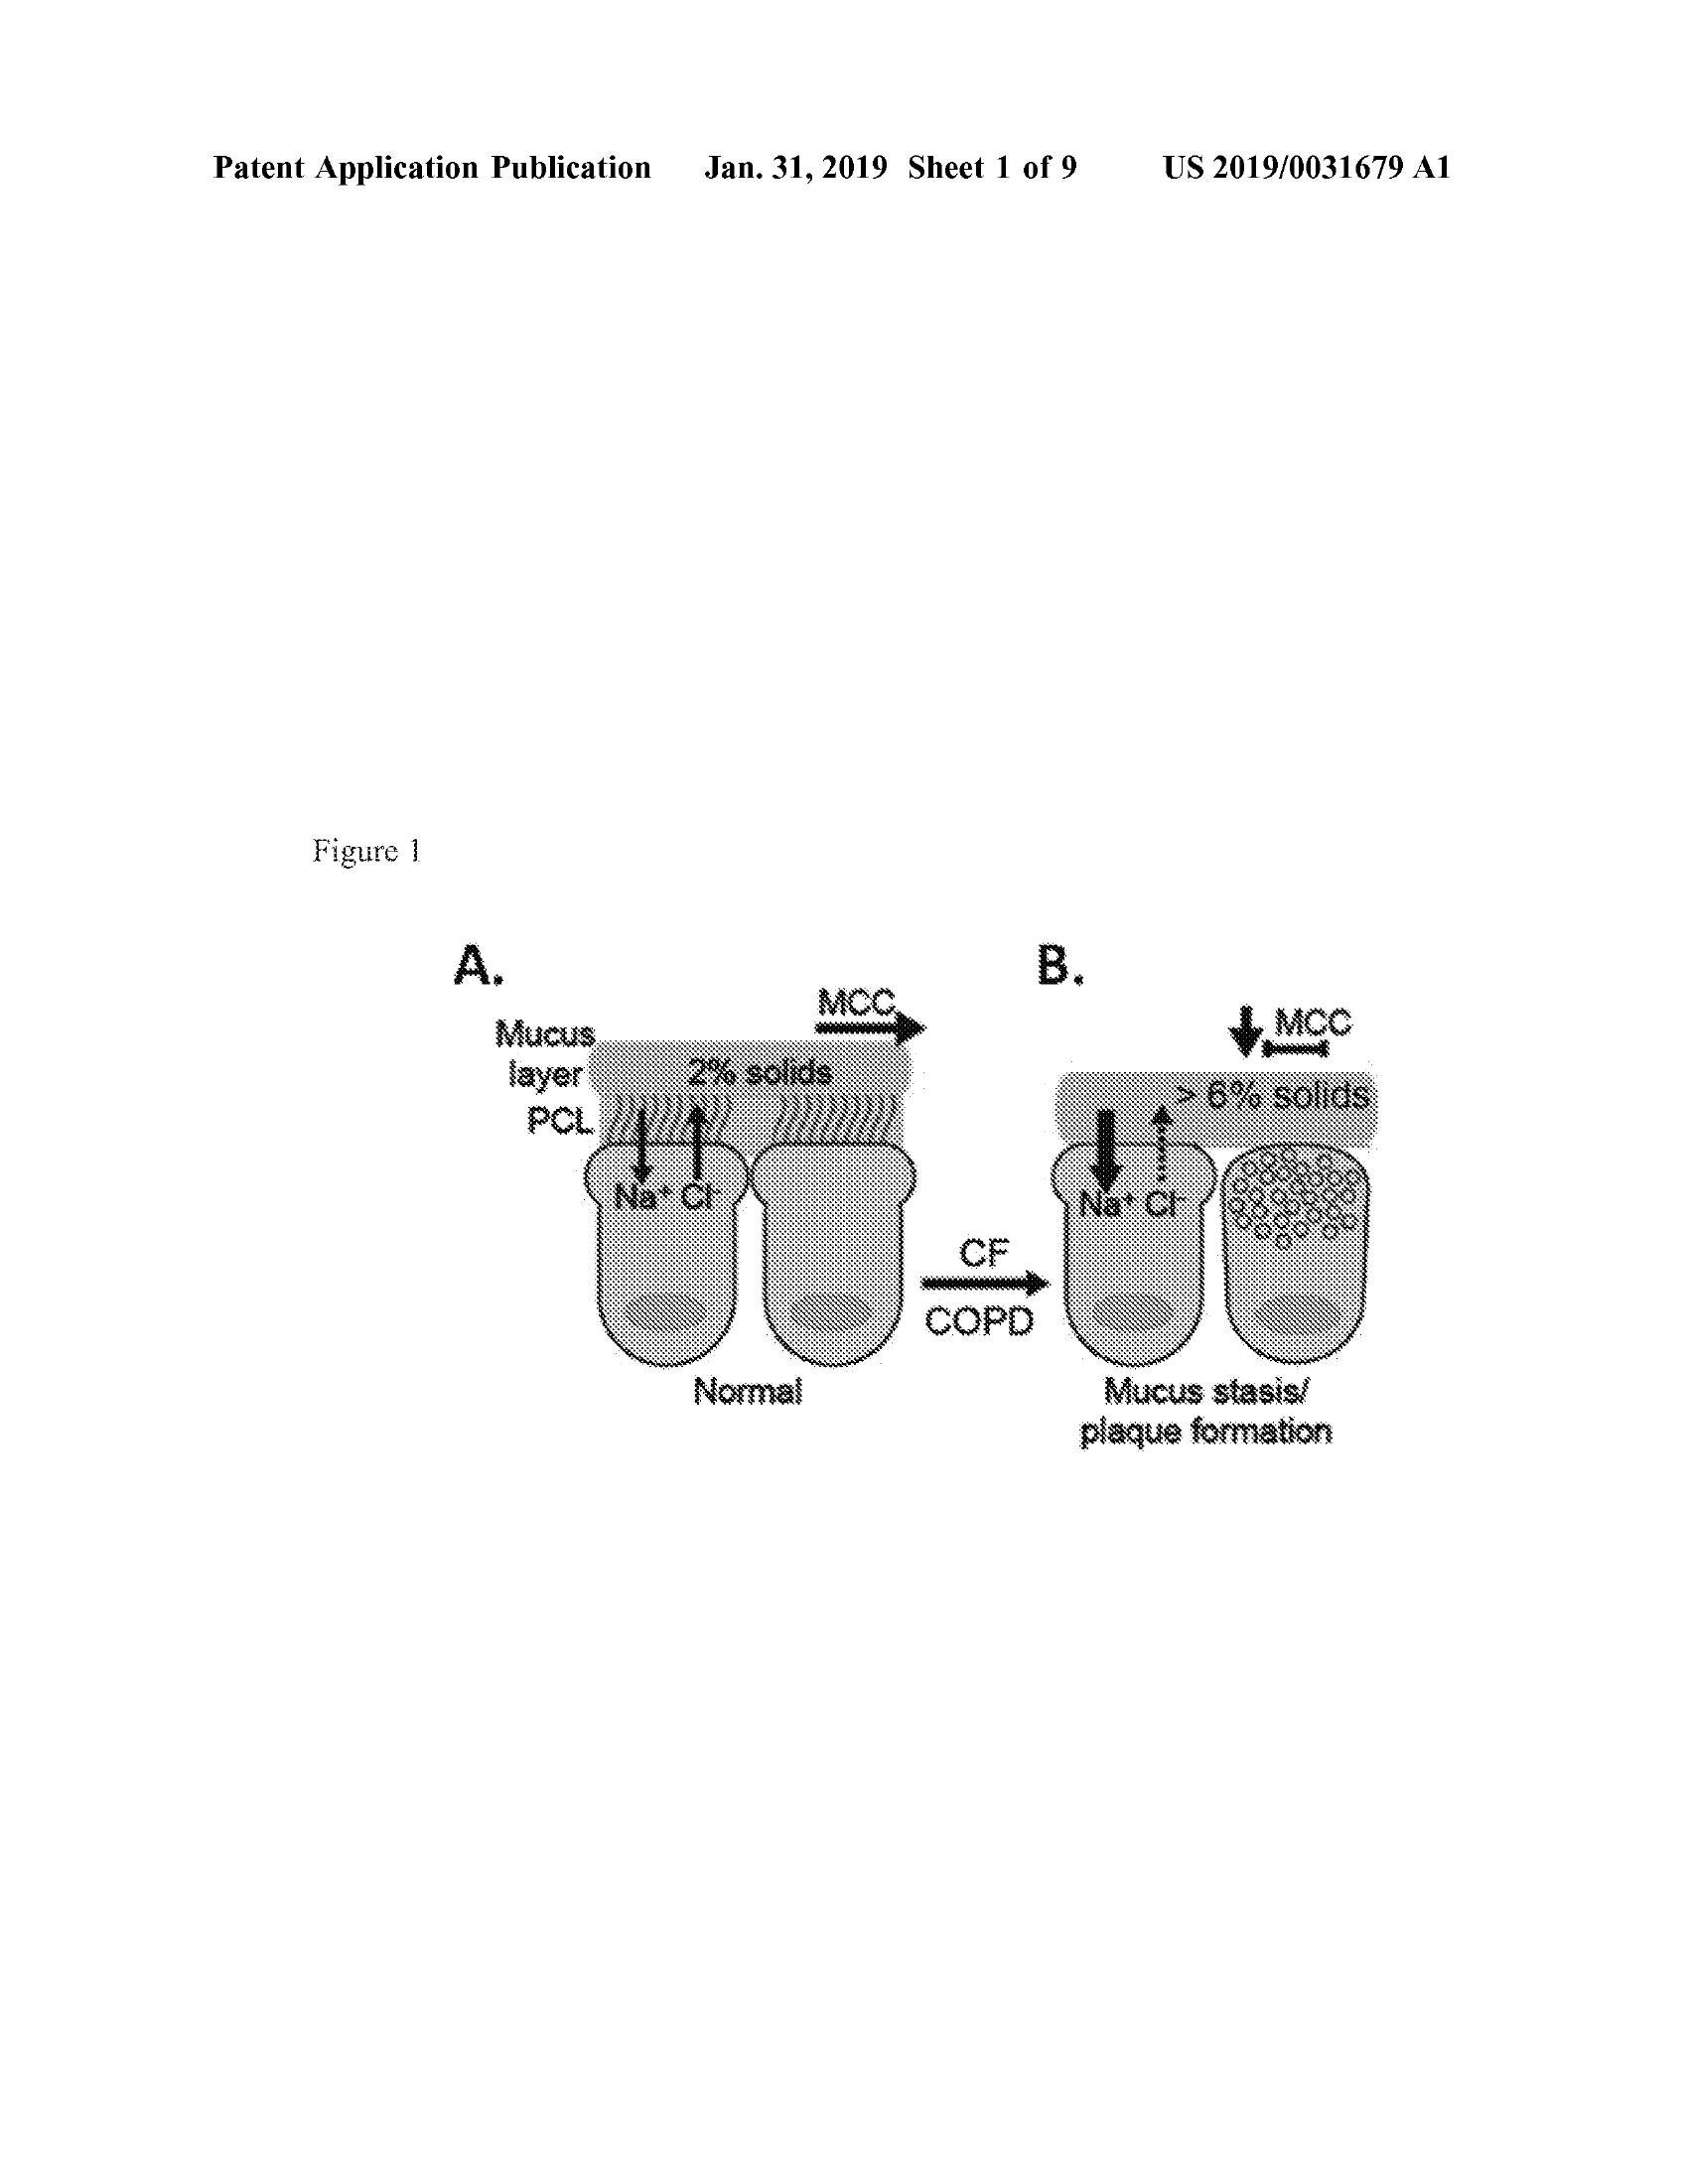 Patent Application Publication Jan. 31, 2019 Sheet 1 of 9 US 2019/0031679 A1
Figure 1
A.
MCC
Mucus
layer
2% solids
PCL
Na⁺ Cl⁻
Normal
CF
COPD
B.
MCC
> 6% solids
Na⁺ Cl⁻
Mucus stasis/
plaque formation